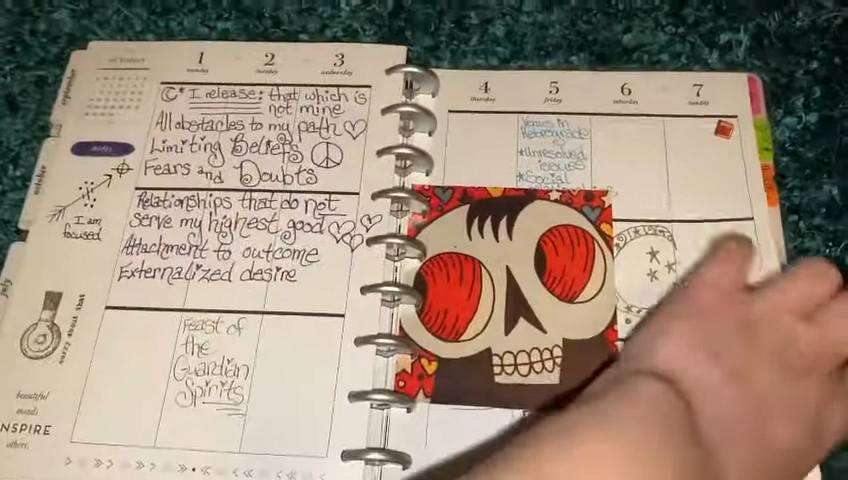 OCTOBER
1
monday
2
tuesday
3
wednesday
september
october
july
notes
I release: that which is
not mine
All obstacles to my path
Limiting Beliefs
Fears and Doubts
Relationships that do not
serve my highest good
Attachment to outcome
Externalized desire
Feast of
the
Guardian
Spirits
I am
focused
about that
beautiful
INSPIRE
others.
4
thursday
5
friday
6
saturday
7
sunday
Venus in
Retrograde
*Unresolved
issues
*Social